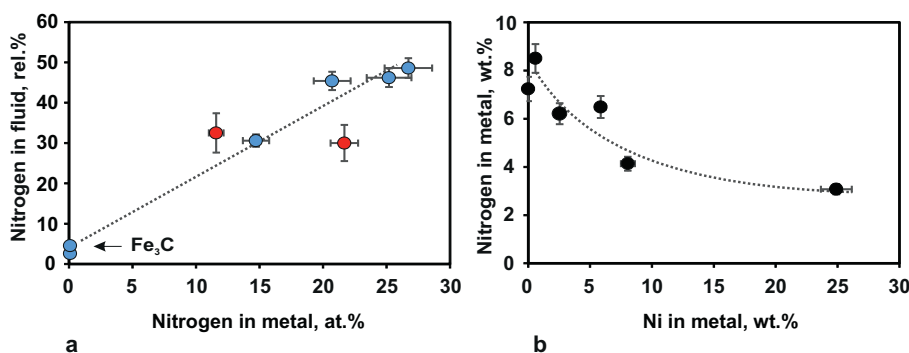 a
Nitrogen in fluid, rel.%
60
50
40
30
20
10
0
Fe₃C
0 5 10 15 20 25 30
Nitrogen in metal, at.%
a
Nitrogen in metal, wt.%
10
8
6
4
2
0
0 5 10 15 20 25 30
Ni in metal, wt.%
b